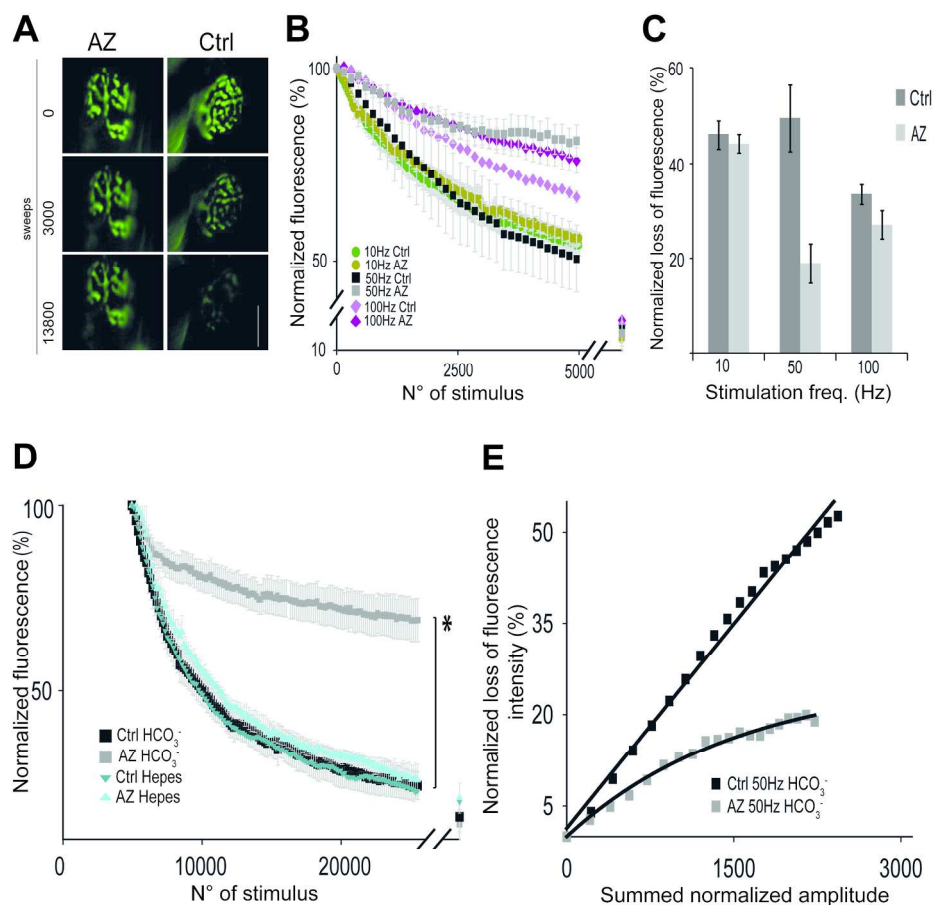 A
AZ
Ctrl
sweeps
0
3000
13800
B
Normalized fluorescence (%)
100
50
10
10Hz Ctrl
10Hz AZ
50Hz Ctrl
50Hz AZ
100Hz Ctrl
100Hz AZ
0
2500
5000
N° of stimulus
C
Normalized loss of fluorescence (%)
60
40
20
0
Ctrl
AZ
10
50
100
Stimulation freq. (Hz)
D
Normalized fluorescence (%)
100
50
*
Ctrl HCO₃⁻
AZ HCO₃⁻
Ctrl Hepes
AZ Hepes
0
10000
20000
N° of stimulus
E
Normalized loss of fluorescence
intensity (%)
50
35
20
5
Ctrl 50Hz HCO₃⁻
AZ 50Hz HCO₃⁻
0
1500
3000
Summed normalized amplitude